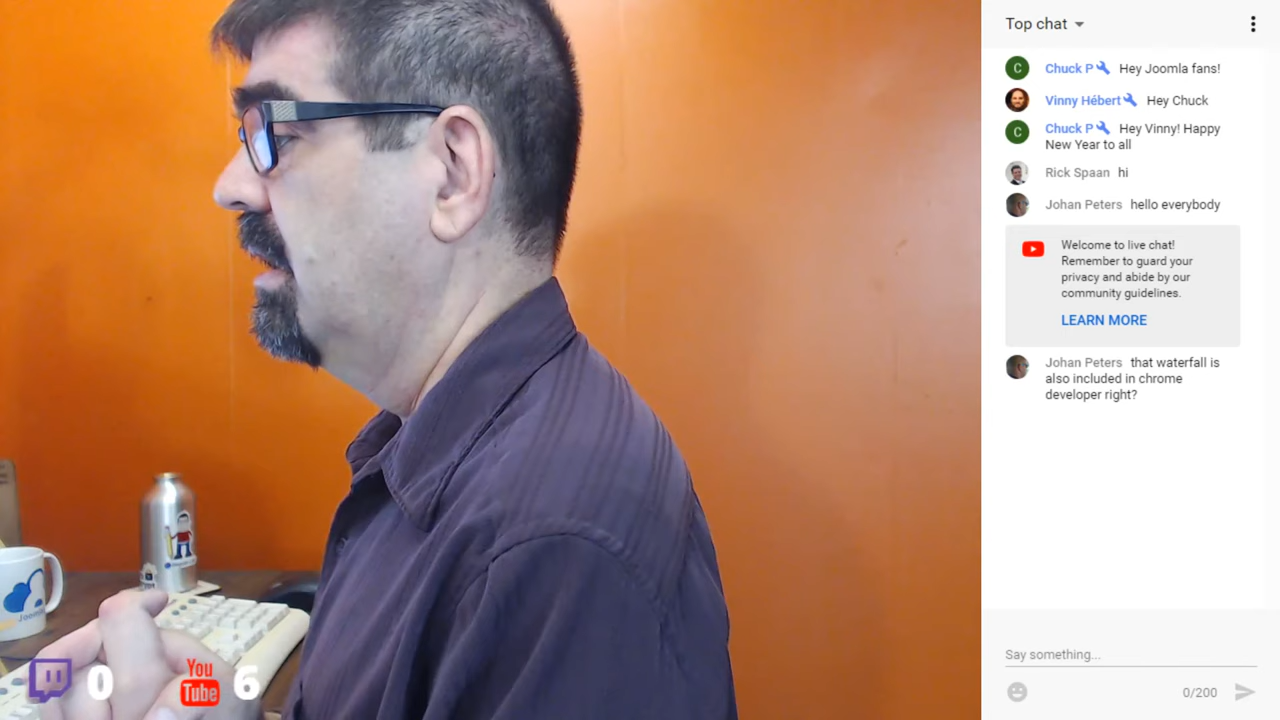 Top chat
C Chuck P Hey Joomla fans!
Vinny Hébert Hey Chuck
C Chuck P Hey Vinny! Happy
New Year to all
Rick Spaan hi
Johan Peters hello everybody
Welcome to live chat!
Remember to guard your
privacy and abide by our
community guidelines.
LEARN MORE
Johan Peters that waterfall is
also included in chrome
developer right?
Say something...
0/200
0
You
Tube
6